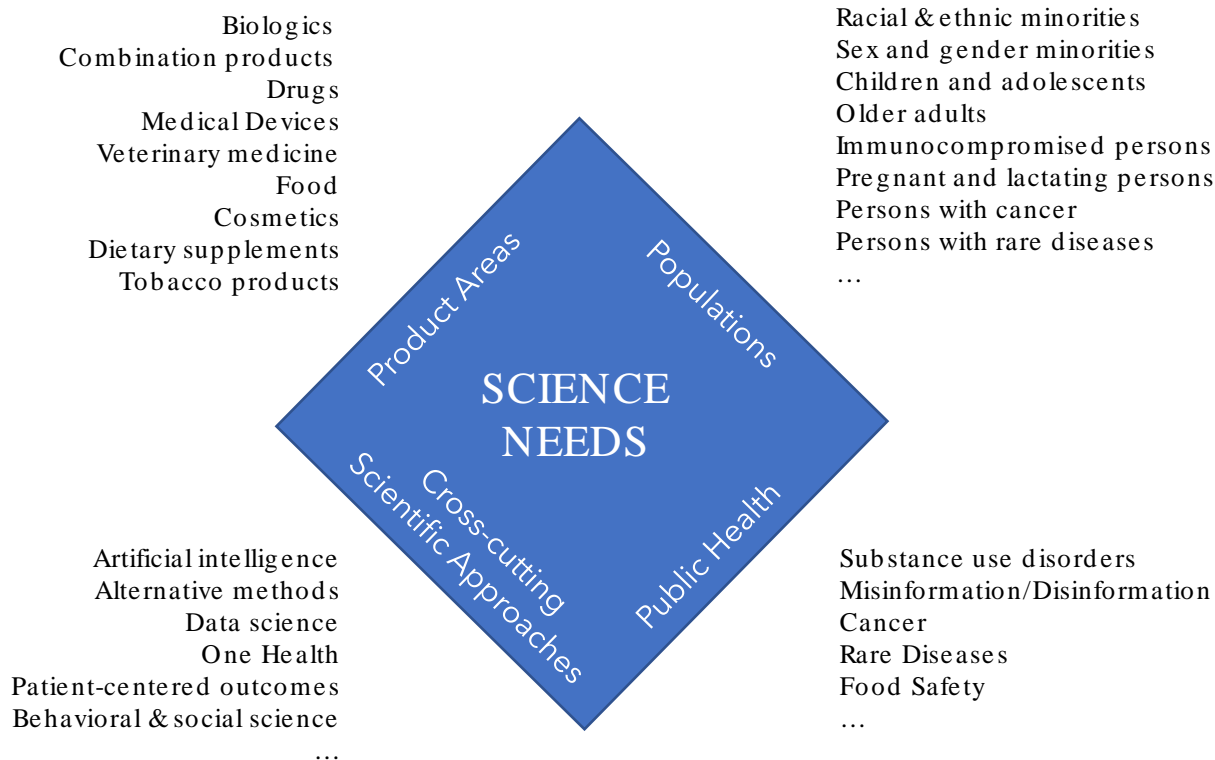 Biologics
Combination products
Drugs
Medical Devices
Veterinary medicine
Food
Cosmetics
Dietary supplements
Tobacco products
Racial & ethnic minorities
Sex and gender minorities
Children and adolescents
Older adults
Immunocompromised persons
Pregnant and lactating persons
Persons with cancer
Persons with rare diseases
…
Product Areas
Populations
SCIENCE
NEEDS
Cross-cutting
Scientific Approaches
Public Health
Artificial intelligence
Alternative methods
Data science
One Health
Patient-centered outcomes
Behavioral & social science
…
Substance use disorders
Misinformation/Disinformation
Cancer
Rare Diseases
Food Safety
…